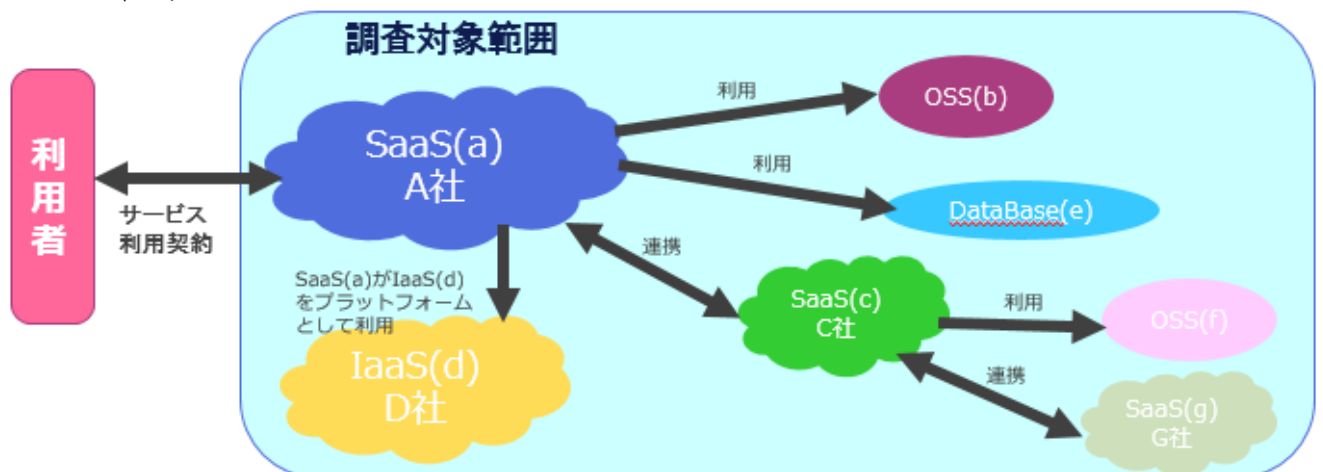 調査対象範囲
利用者
サービス
利用契約
SaaS(a)
A社
利用
OSS(b)
利用
DataBase(e)
連携
SaaS(a)がIaaS(d)
をプラットフォーム
として利用
IaaS(d)
D社
SaaS(c)
C社
利用
OSS(f)
連携
SaaS(g)
G社